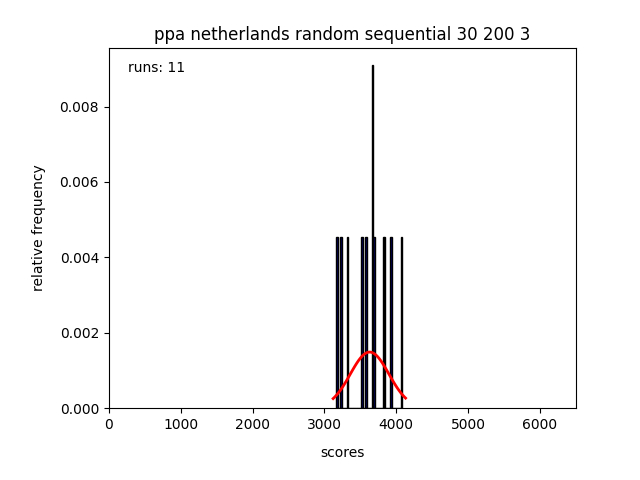 ppa netherlands random sequential 30 200 3
runs: 11
relative frequency
0.008
0.006
0.004
0.002
0.000
0 1000 2000 3000 4000 5000 6000
scores